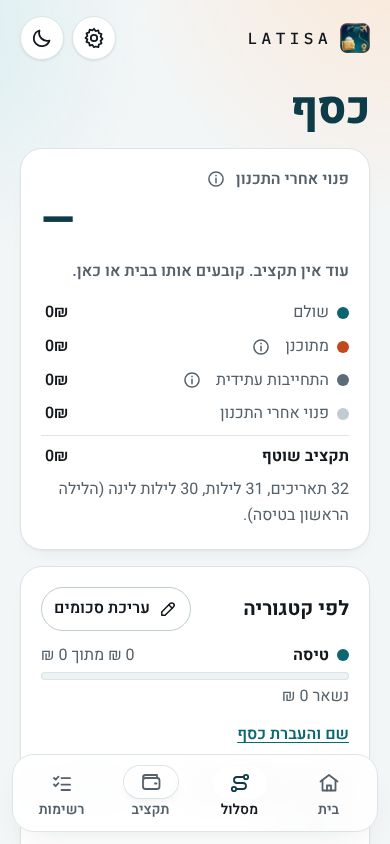 LATISA
כסף
פנוי אחרי התכנון
—
עוד אין תקציב. קובעים אותו בבית או כאן.
שולם 0₪
מתוכנן 0₪
התחייבות עתידית 0₪
פנוי אחרי התכנון 0₪
תקציב שוטף 0₪
32 תאריכים, 31 לילות, 30 לילות לינה (הלילה
הראשון בטיסה).
לפי קטגוריה
עריכת סכומים
טיסה 0 ₪ מתוך 0 ₪
נשאר 0 ₪
שם והעברת כסף
בית מסלול תקציב רשימות